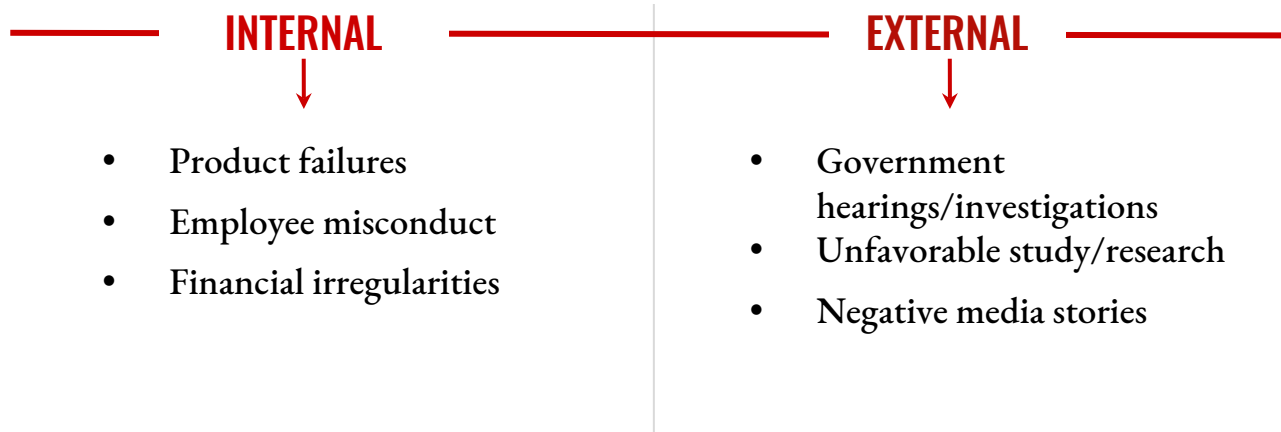 INTERNAL
• Product failures
• Employee misconduct
• Financial irregularities
EXTERNAL
• Government
hearings/investigations
• Unfavorable study/research
• Negative media stories